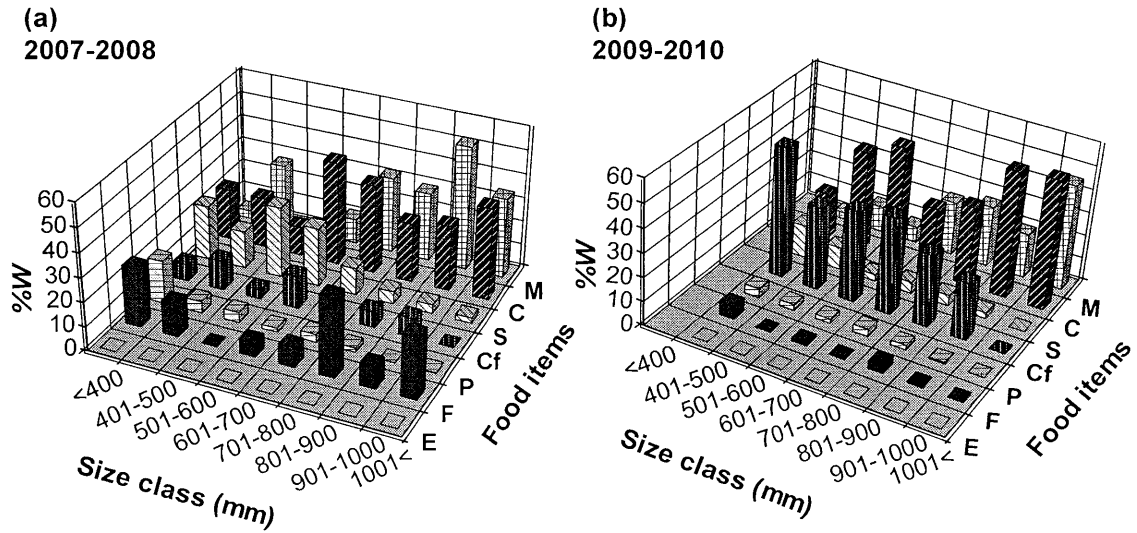 (a)
2007-2008
60
50
40
30
20
10
0
%W
<400
401-500
501-600
601-700
701-800
801-900
901-1000
1001<
Size class (mm)
M
C
S
Cf
P
F
E
Food items
(b)
2009-2010
60
50
40
30
20
10
0
%W
<400
401-500
501-600
601-700
701-800
801-900
901-1000
1001<
Size class (mm)
M
C
S
Cf
P
F
E
Food items